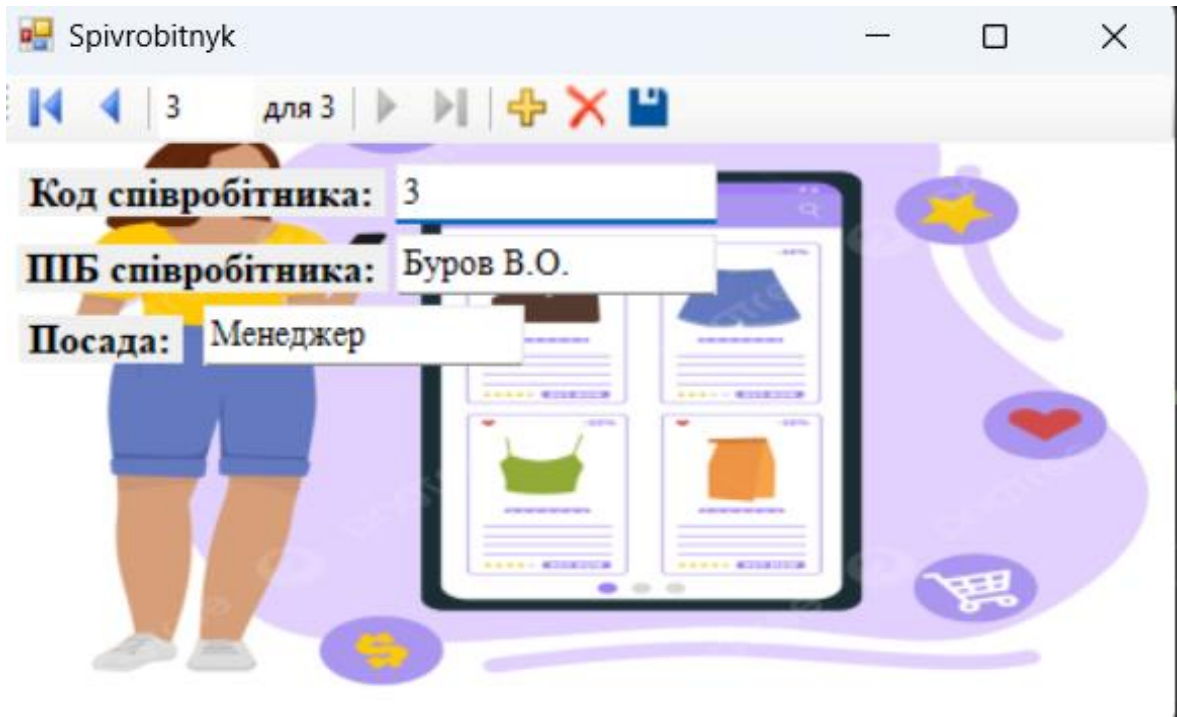 Spivrobitnyk
3 для 3
Код співробітника: 3
ПІБ співробітника: Буров В.О.
Посада: Менеджер